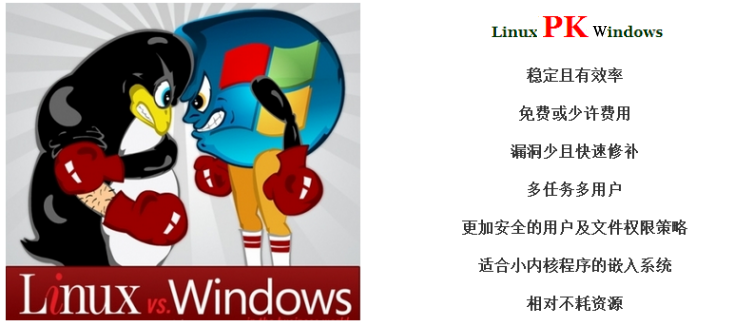 Linux vs. Windows
Linux PK Windows
稳定且有效率
免费或少许费用
漏洞少且快速修补
多任务多用户
更加安全的用户及文件权限策略
适合小内核程序的嵌入系统
相对不耗资源